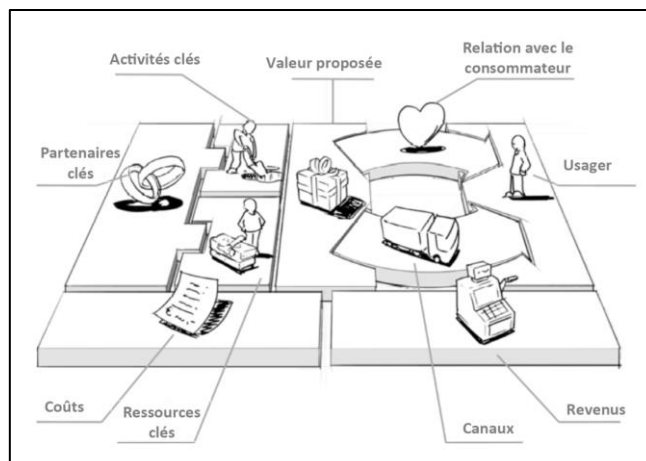 Activités clés
Valeur proposée
Relation avec le
consommateur
Partenaires
clés
Usager
Coûts
Ressources
clés
Canaux
Revenus